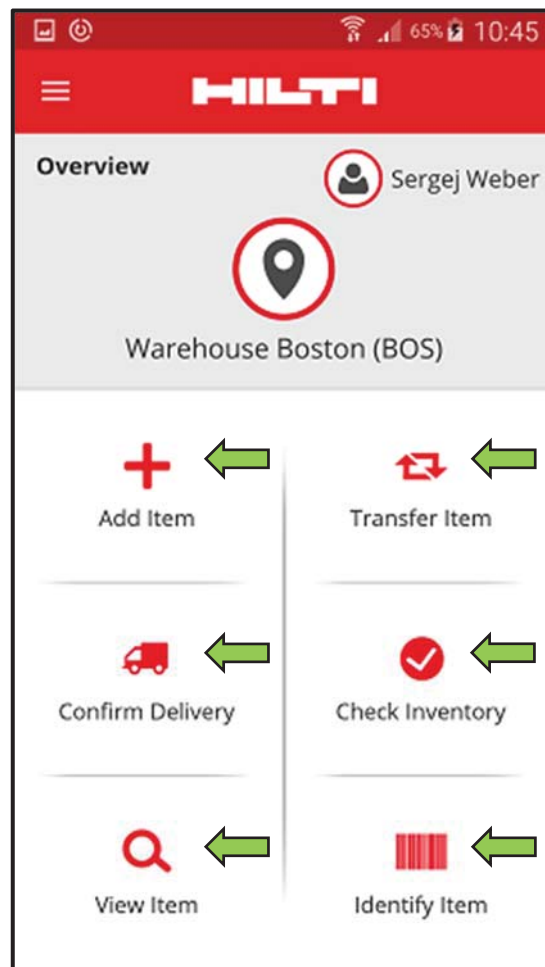 65% 10:45
HILTI
Overview
Sergej Weber
Warehouse Boston (BOS)
Add Item
Transfer Item
Confirm Delivery
Check Inventory
View Item
Identify Item